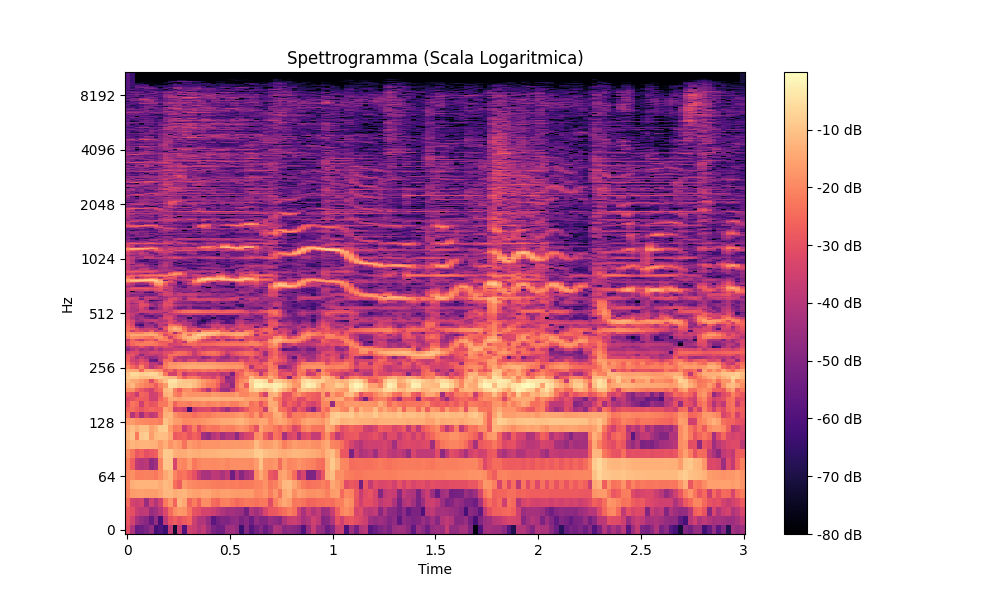 Spettrogramma (Scala Logaritmica)
8192
4096
2048
1024
512
256
128
64
0
Hz
0
0.5
1
1.5
2
2.5
3
Time
-10 dB
-20 dB
-30 dB
-40 dB
-50 dB
-60 dB
-70 dB
-80 dB